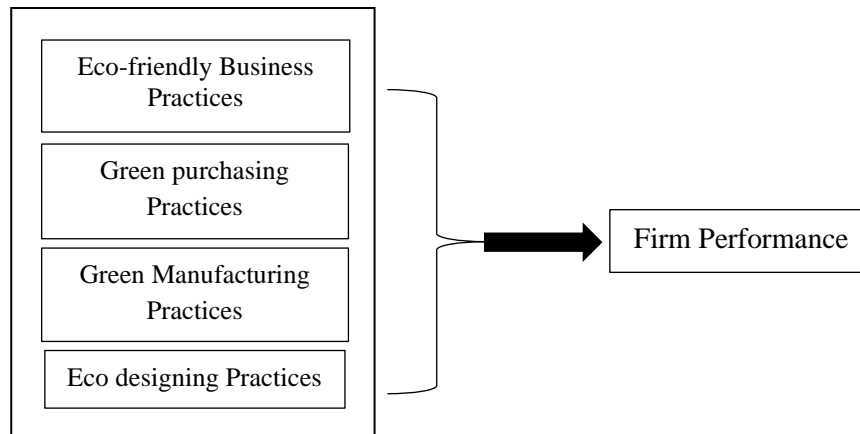 Eco-friendly Business
Practices
Green purchasing
Practices
Green Manufacturing
Practices
Eco designing Practices
Firm Performance